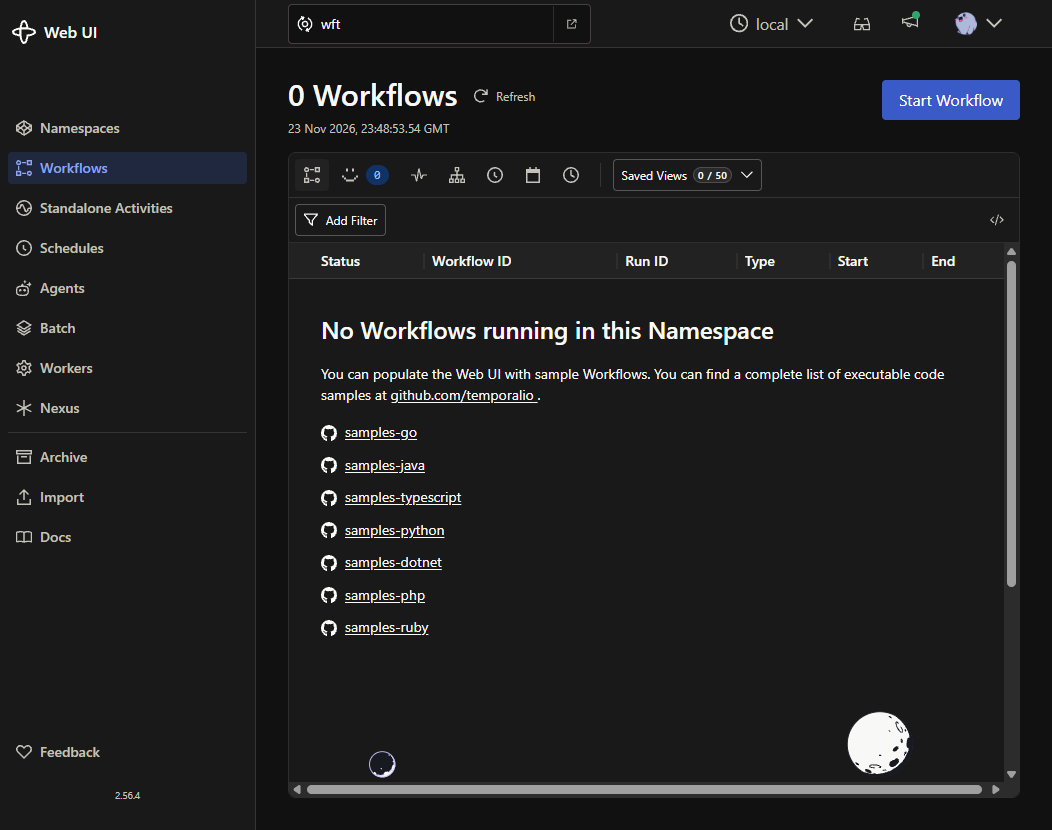 Web UI
wft
local
Namespaces
Workflows
Standalone Activities
Schedules
Agents
Batch
Workers
Nexus
Archive
Import
Docs
Feedback
2.56.4
0 Workflows
Refresh
Start Workflow
23 Nov 2026, 23:48:53.54 GMT
0
Saved Views 0 / 50
Add Filter
Status Workflow ID Run ID Type Start End
No Workflows running in this Namespace
You can populate the Web UI with sample Workflows. You can find a complete list of executable code
samples at github.com/temporalio .
samples-go
samples-java
samples-typescript
samples-python
samples-dotnet
samples-php
samples-ruby